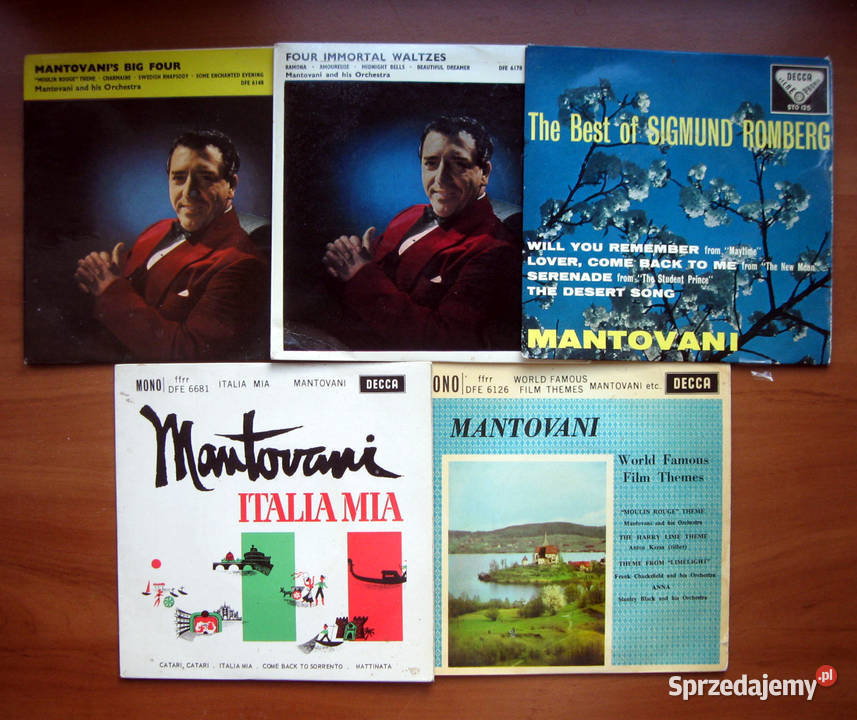 MANTOVANI'S BIG FOUR
"MOULIN ROUGE" THEME · CHARMAINE · SWEDISH RHAPSODY · SOME ENCHANTED EVENING
DFE 6148
Mantovani and his Orchestra
FOUR IMMORTAL WALTZES
RAMONA · AMOUREUSE · MIDNIGHT BELLS · BEAUTIFUL DREAMER
DFE 6170
Mantovani and his Orchestra
DECCA
STO 125
The Best of SIGMUND ROMBERG
WILL YOU REMEMBER from "Maytime"
LOVER, COME BACK TO ME from "The New Moon"
SERENADE from "The Student Prince"
THE DESERT SONG
MANTOVANI
MONO ffrr DFE 6681 ITALIA MIA MANTOVANI DECCA
Mantovani
ITALIA MIA
CATARI, CATARI . ITALIA MIA . COME BACK TO SORRENTO . MATTINATA
ONO ffrr DFE 6126 WORLD FAMOUS FILM THEMES MANTOVANI etc. DECCA
MANTOVANI
World Famous
Film Themes
"MOULIN ROUGE" THEME
Mantovani and his Orchestra
THE HARRY LIME THEME
Anton Karas (zither)
THEME FROM "LIMELIGHT"
Frank Chacksfield and his Orchestra
ANNA
Stanley Black and his Orchestra
Sprzedajemy.pl